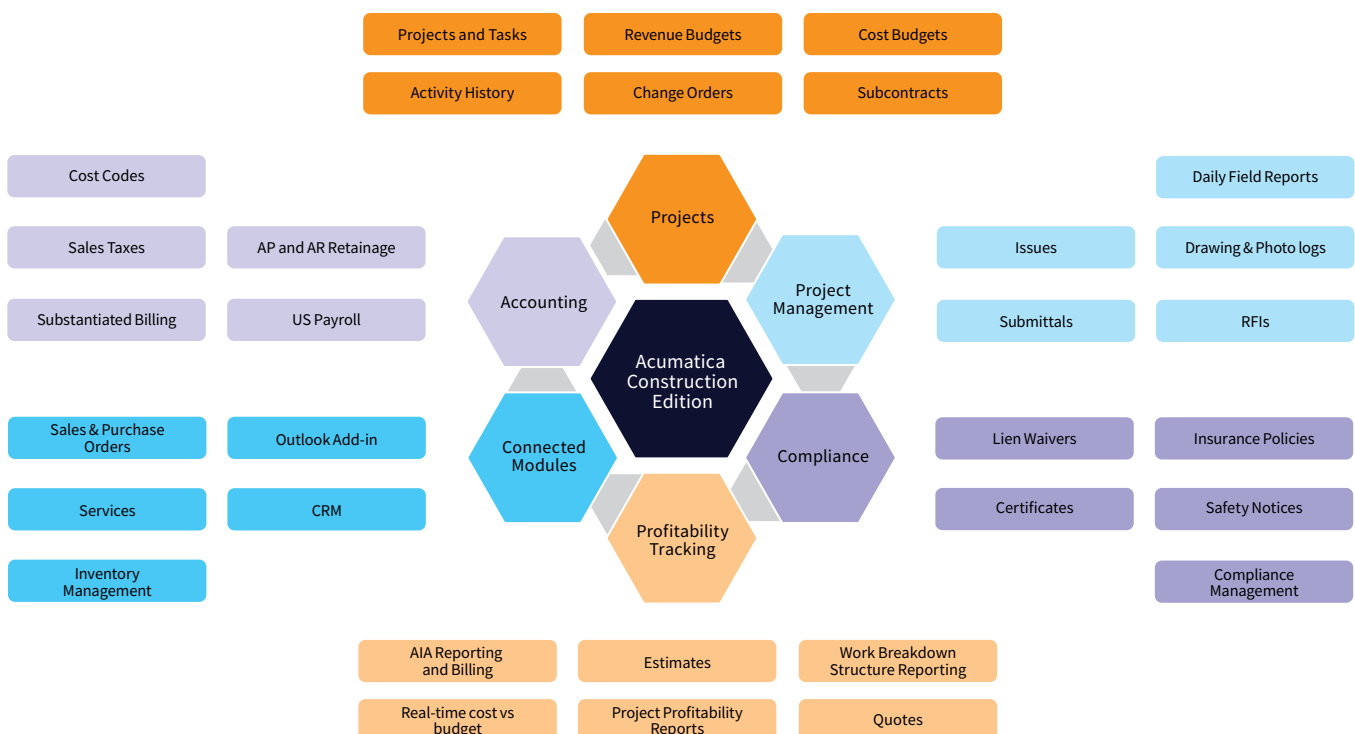 Projects and Tasks
Revenue Budgets
Cost Budgets
Activity History
Change Orders
Subcontracts
Cost Codes
Sales Taxes
AP and AR Retainage
Substantiated Billing
US Payroll
Projects
Accounting
Project
Management
Daily Field Reports
Issues
Drawing & Photo logs
Submittals
RFIs
Acumatica
Construction
Edition
Sales & Purchase
Orders
Outlook Add-in
Services
CRM
Inventory
Management
Connected
Modules
Compliance
Profitability
Tracking
Lien Waivers
Insurance Policies
Certificates
Safety Notices
Compliance
Management
AIA Reporting
and Billing
Estimates
Work Breakdown
Structure Reporting
Real-time cost vs
budget
Project Profitability
Reports
Quotes